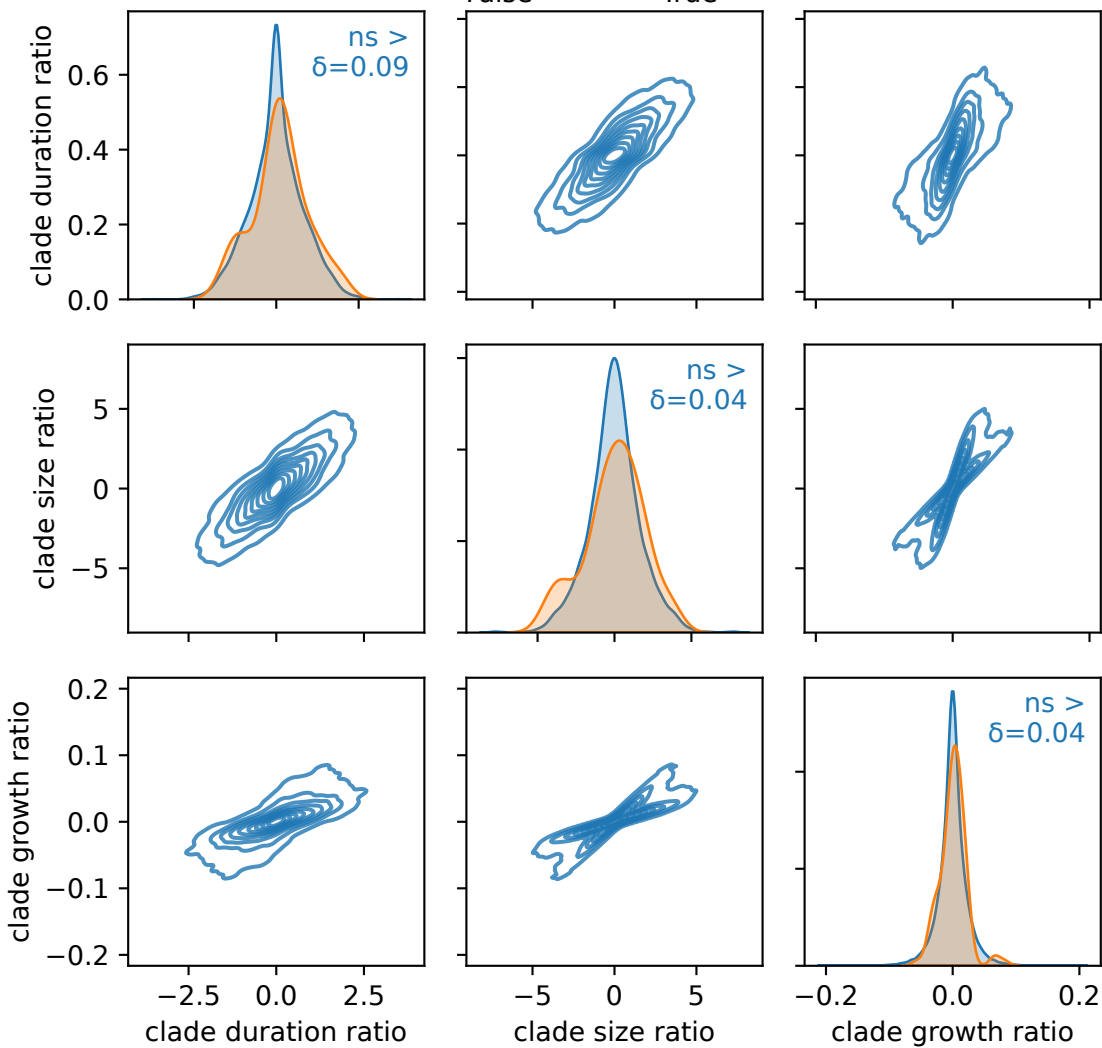 False True
clade duration ratio
0.0
0.2
0.4
0.6
ns >
δ=0.09
clade size ratio
−5
0
5
ns >
δ=0.04
clade growth ratio
−0.2
−0.1
0.0
0.1
0.2
ns >
δ=0.04
−2.5 0.0 2.5
−5 0 5
−0.2 0.0 0.2
clade duration ratio
clade size ratio
clade growth ratio